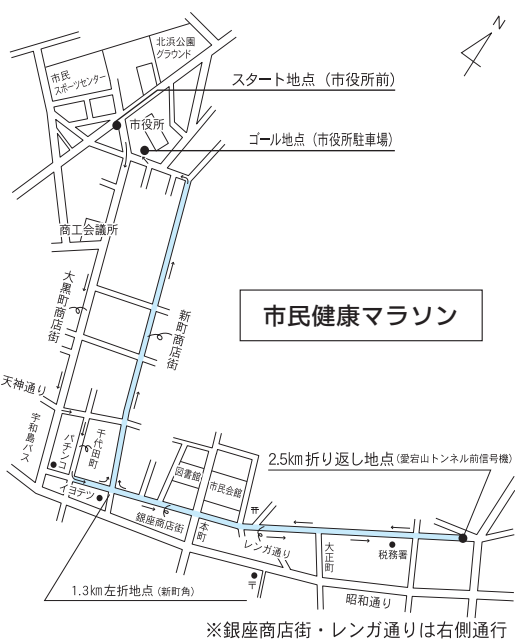 N
北浜公園
グラウンド
市民
スポーツセンター
スタート地点（市役所前）
市役所
ゴール地点（市役所駐車場）
商工会議所
大黒町商店街
新町商店街
市民健康マラソン
天神通り
宇和島バス
パチンコ
千代田町
イヨテツ
図書館
市民会館
2.5km折り返し地点(愛宕山トンネル前信号機)
銀座商店街
本町
レンガ通り
大正町
税務署
1.3km左折地点(新町角)
〒
昭和通り
※銀座商店街・レンガ通りは右側通行